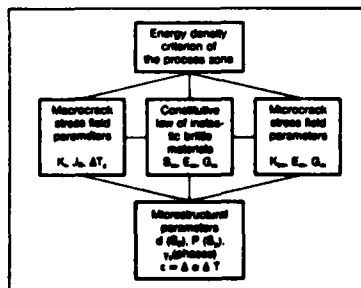 Energy density
criterion of
the process zone
Macrocrack
stress field
parameters
Constitutive
law of inelas-
tic brittle
materials
Microcrack
stress field
parameters
Microstructural
parameters
(phases)